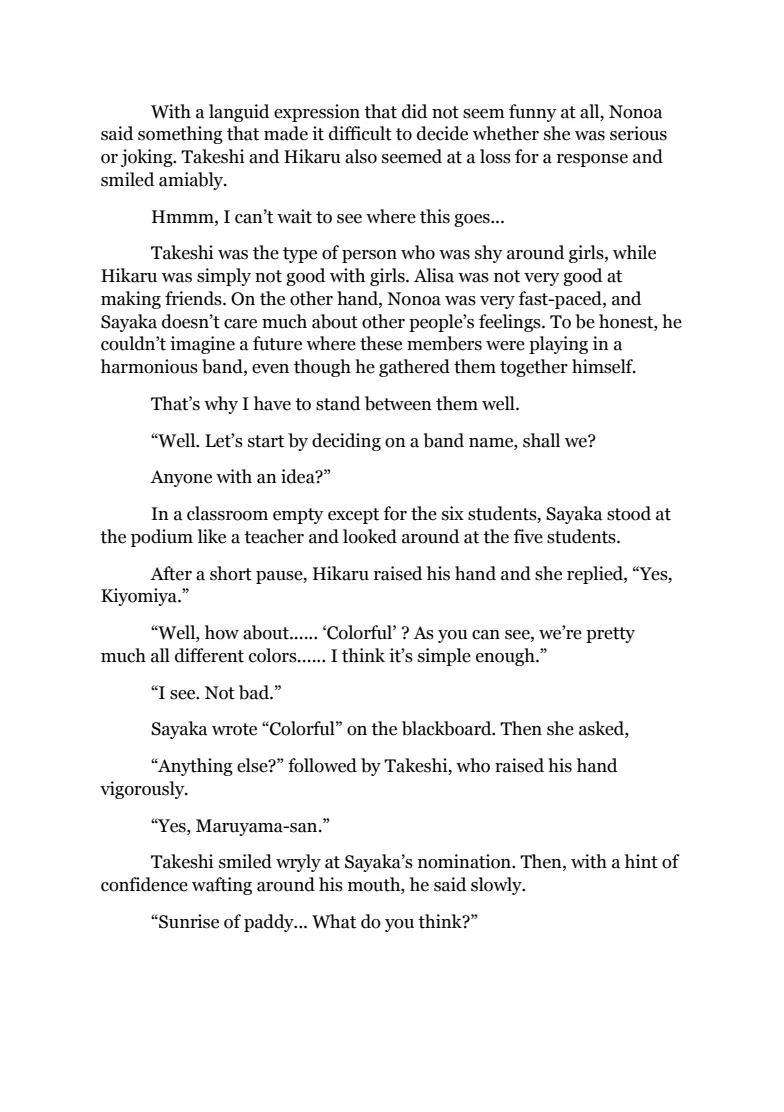 With a languid expression that did not seem funny at all, Nonoa
said something that made it difficult to decide whether she was serious
or joking. Takeshi and Hikaru also seemed at a loss for a response and
smiled amiably.
Hmmm, I can’t wait to see where this goes...
Takeshi was the type of person who was shy around girls, while
Hikaru was simply not good with girls. Alisa was not very good at
making friends. On the other hand, Nonoa was very fast-paced, and
Sayaka doesn’t care much about other people’s feelings. To be honest, he
couldn’t imagine a future where these members were playing in a
harmonious band, even though he gathered them together himself.
That’s why I have to stand between them well.
“Well. Let’s start by deciding on a band name, shall we?
Anyone with an idea?”
In a classroom empty except for the six students, Sayaka stood at
the podium like a teacher and looked around at the five students.
After a short pause, Hikaru raised his hand and she replied, “Yes,
Kiyomiya.”
“Well, how about...... ‘Colorful’ ? As you can see, we’re pretty
much all different colors...... I think it’s simple enough.”
“I see. Not bad.”
Sayaka wrote “Colorful” on the blackboard. Then she asked,
“Anything else?” followed by Takeshi, who raised his hand
vigorously.
“Yes, Maruyama-san.”
Takeshi smiled wryly at Sayaka’s nomination. Then, with a hint of
confidence wafting around his mouth, he said slowly.
“Sunrise of paddy... What do you think?”